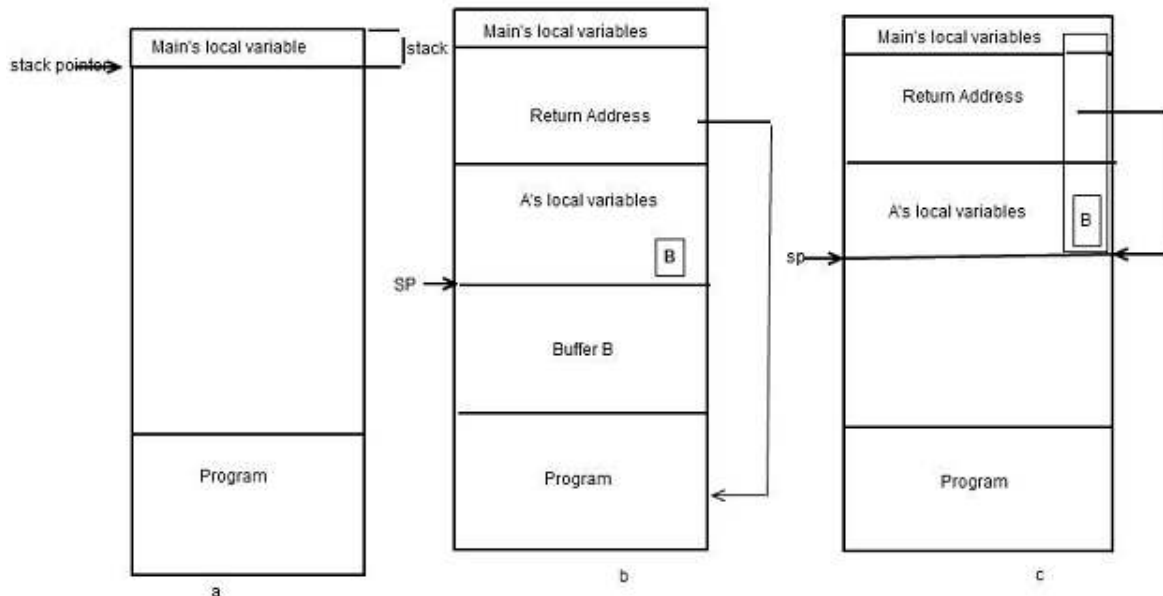 Main's local variable
stack
stack pointer
Program
a
Main's local variables
Return Address
A's local variables
B
SP
Buffer B
Program
b
Main's local variables
Return Address
A's local variables
B
sp
Program
c